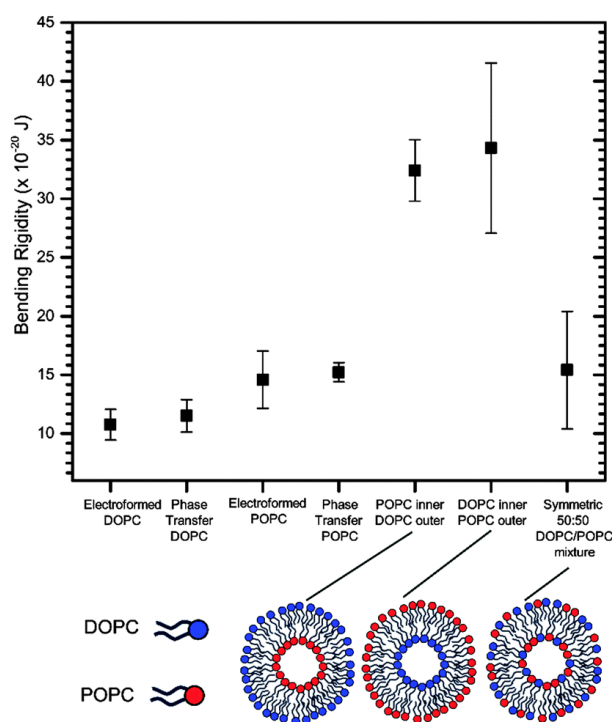 Bending Rigidity (x 10⁻²⁰ J)
45
40
35
30
25
20
15
10
Electroformed
DOPC
Phase
Transfer
DOPC
Electroformed
POPC
Phase
Transfer
POPC
POPC inner
DOPC outer
DOPC inner
POPC outer
Symmetric
50:50
DOPC/POPC
mixture
DOPC
POPC